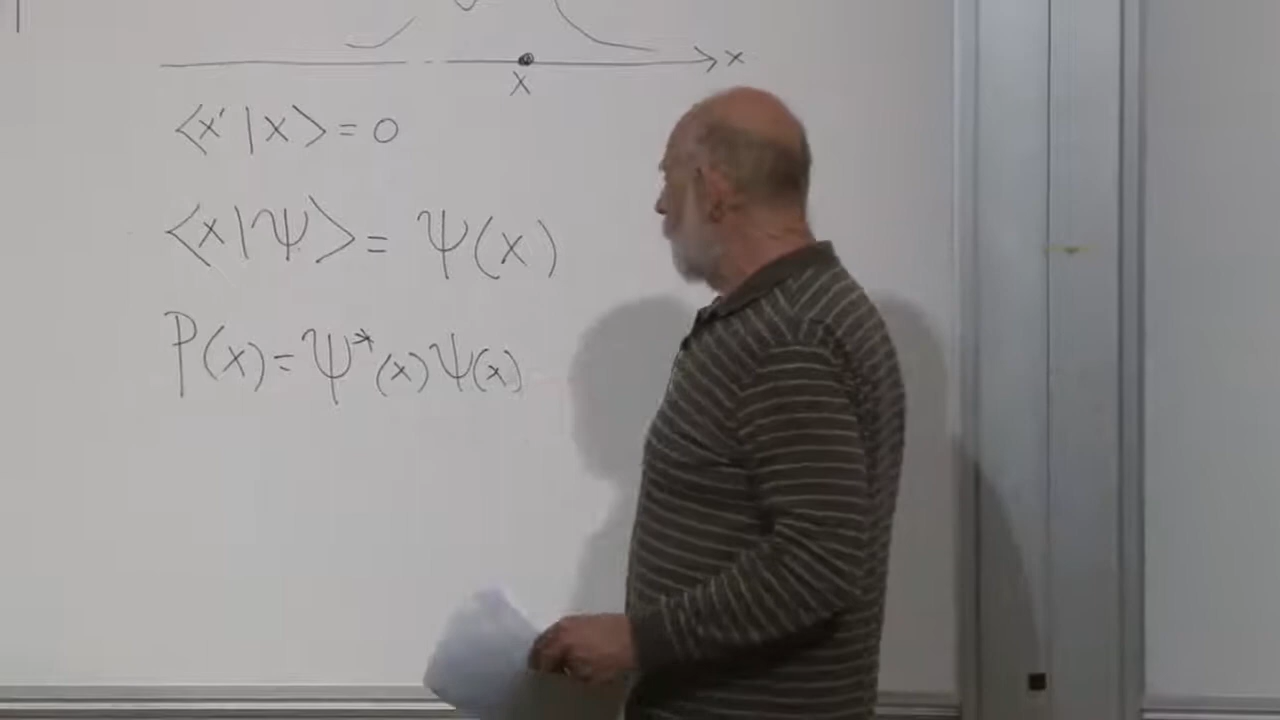 x
x
⟨x′|x⟩ = 0
⟨x|Ψ⟩ = Ψ(x)
P(x) = Ψ*(x)Ψ(x)